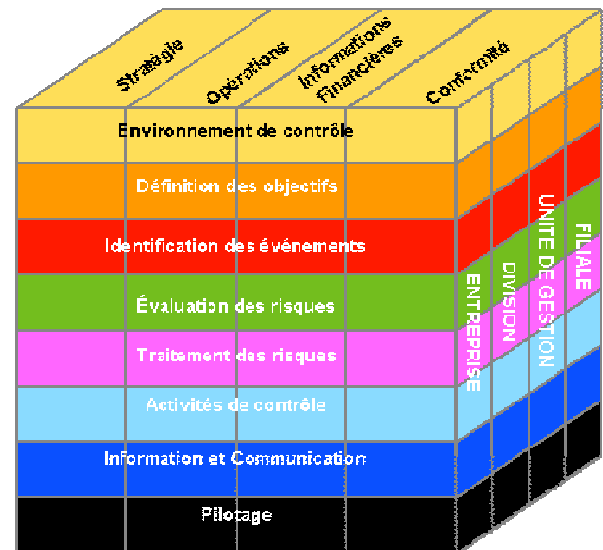 Stratégie
Opérations
Informations
Financières
Conformité
Environnement de contrôle
Définition des objectifs
Identification des événements
Évaluation des risques
Traitement des risques
Activités de contrôle
Information et Communication
Pilotage
ENTREPRISE
DIVISION
UNITE DE GESTION
FILIALE